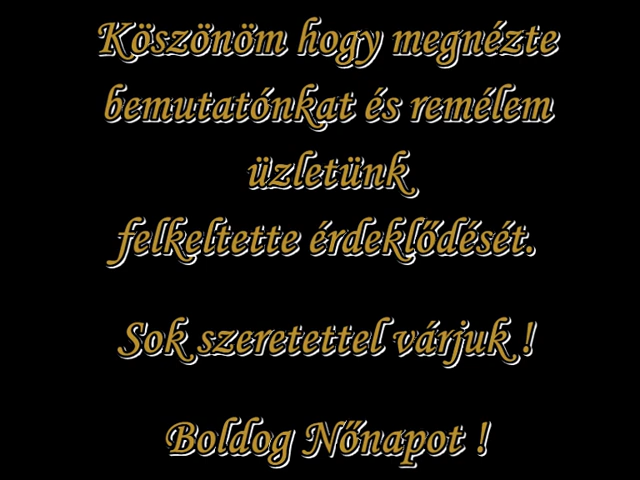 Köszönöm hogy megnézte
bemutatónkat és remélem
üzletünk
felkeltette érdeklődését.
Sok szeretettel várjuk !
Boldog Nőnapot !